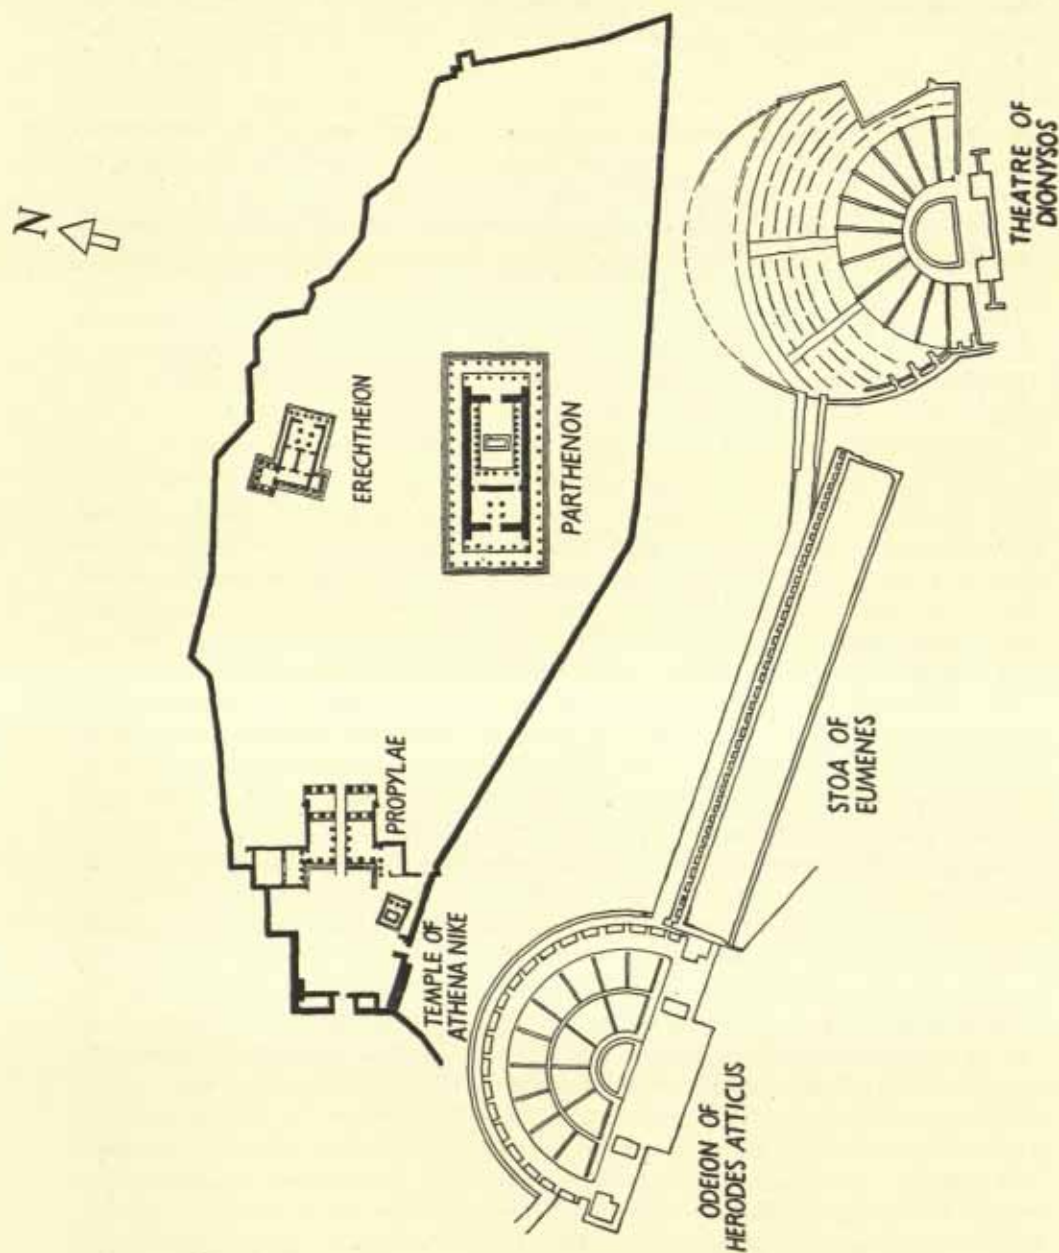 N
ERECHTHEION
PARTHENON
PROPYLAE
TEMPLE OF
ATHENA NIKE
THEATRE OF
DIONYSOS
STOA OF
EUMENES
ODEION OF
HERODES ATTICUS